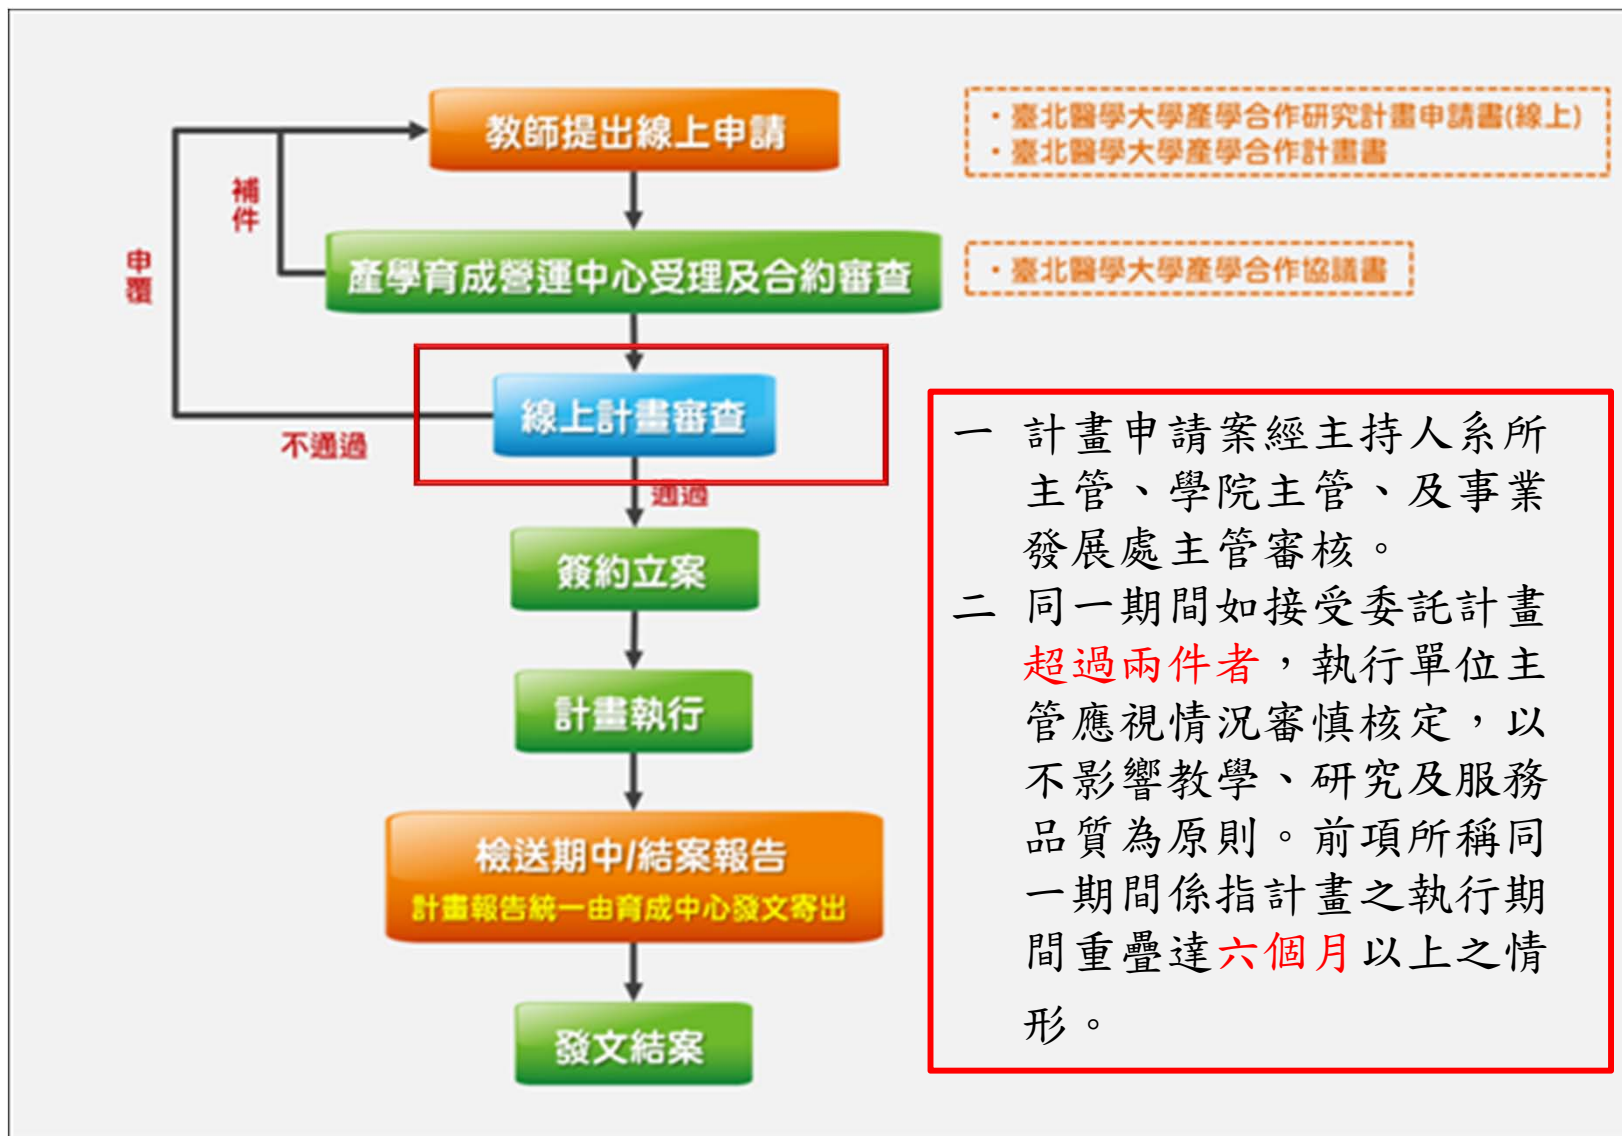 教師提出線上申請
・臺北醫學大學產學合作研究計畫申請書(線上)
・臺北醫學大學產學合作計畫書
補件
申覆
產學育成營運中心受理及合約審查
・臺北醫學大學產學合作協議書
線上計畫審查
不通過
通過
簽約立案
計畫執行
檢送期中/結案報告
計畫報告統一由育成中心發文寄出
發文結案
一 計畫申請案經主持人系所
主管、學院主管、及事業
發展處主管審核。
二 同一期間如接受委託計畫
超過兩件者，執行單位主
管應視情況審慎核定，以
不影響教學、研究及服務
品質為原則。前項所稱同
一期間係指計畫之執行期
間重疊達六個月以上之情
形。